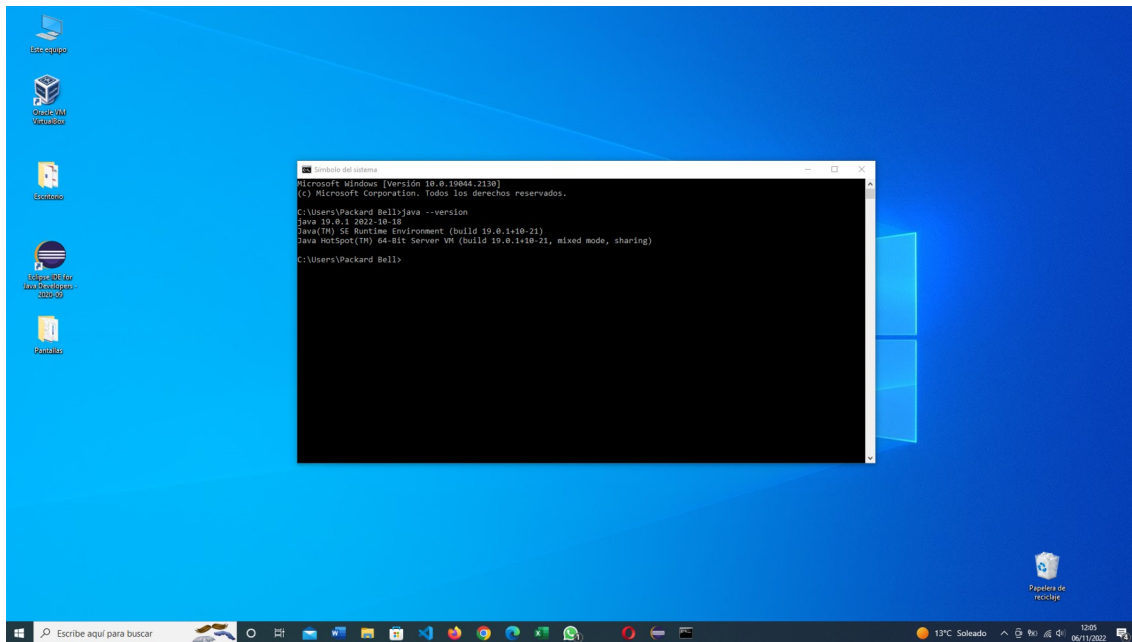 Este equipo
Oracle VM
VirtualBox
Escritorio
Eclipse IDE for
Java Developers -
2020-09
Pantallas
Símbolo del sistema
Microsoft Windows [Versión 10.0.19044.2130]
(c) Microsoft Corporation. Todos los derechos reservados.
C:\Users\Packard Bell>java --version
java 19.0.1 2022-10-18
Java(TM) SE Runtime Environment (build 19.0.1+10-21)
Java HotSpot(TM) 64-Bit Server VM (build 19.0.1+10-21, mixed mode, sharing)
C:\Users\Packard Bell>
Papelera de
reciclaje
Escribe aquí para buscar
13°C Soleado
12:05
06/11/2022